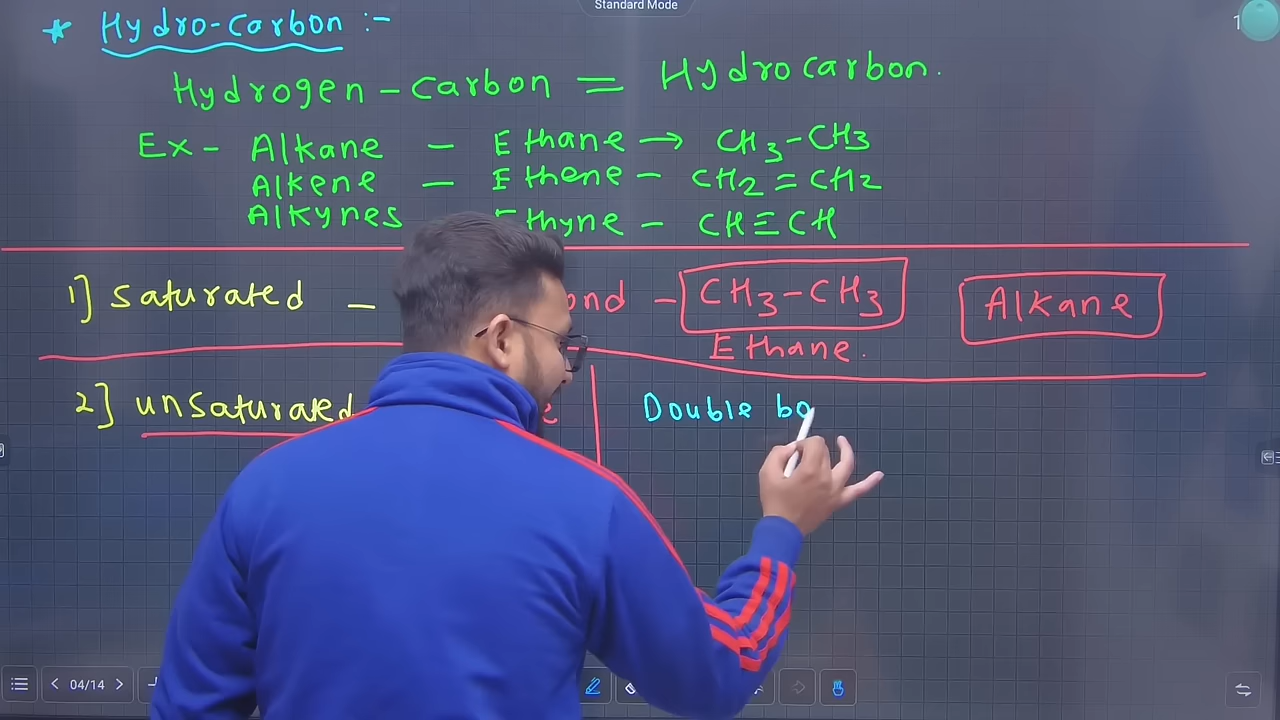 Standard Mode
1
* Hydro-Carbon :-
Hydrogen - Carbon = Hydrocarbon.
Ex - Alkane - Ethane → CH3-CH3
Alkene - Ethene - CH2=CH2
Alkynes thyne - CH≡CH
1] saturated - ond - CH3-CH3 Alkane
Ethane.
2] unsaturated Double bo
04/14